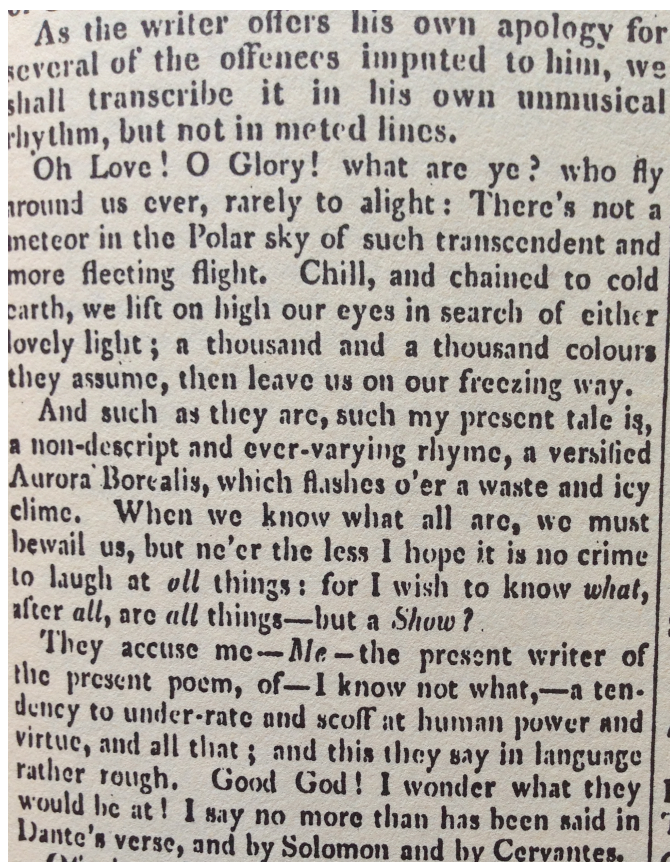 As the writer offers his own apology for
several of the offences imputed to him, we
shall transcribe it in his own unmusical
rhythm, but not in meted lines.
Oh Love! O Glory! what are ye? who fly
around us ever, rarely to alight: There's not a
meteor in the Polar sky of such transcendent and
more fleeting flight. Chill, and chained to cold
earth, we lift on high our eyes in search of either
lovely light; a thousand and a thousand colours
they assume, then leave us on our freezing way.
And such as they are, such my present tale is,
a non-descript and ever-varying rhyme, a versified
Aurora Borealis, which flashes o'er a waste and icy
clime. When we know what all are, we must
bewail us, but ne'er the less I hope it is no crime
to laugh at all things: for I wish to know what,
after all, are all things—but a Show?
They accuse me—Me—the present writer of
the present poem, of—I know not what,—a ten-
dency to under-rate and scoff at human power and
virtue, and all that; and this they say in language
rather rough. Good God! I wonder what they
would be at! I say no more than has been said in
Dante's verse, and by Solomon and by Cervantes.